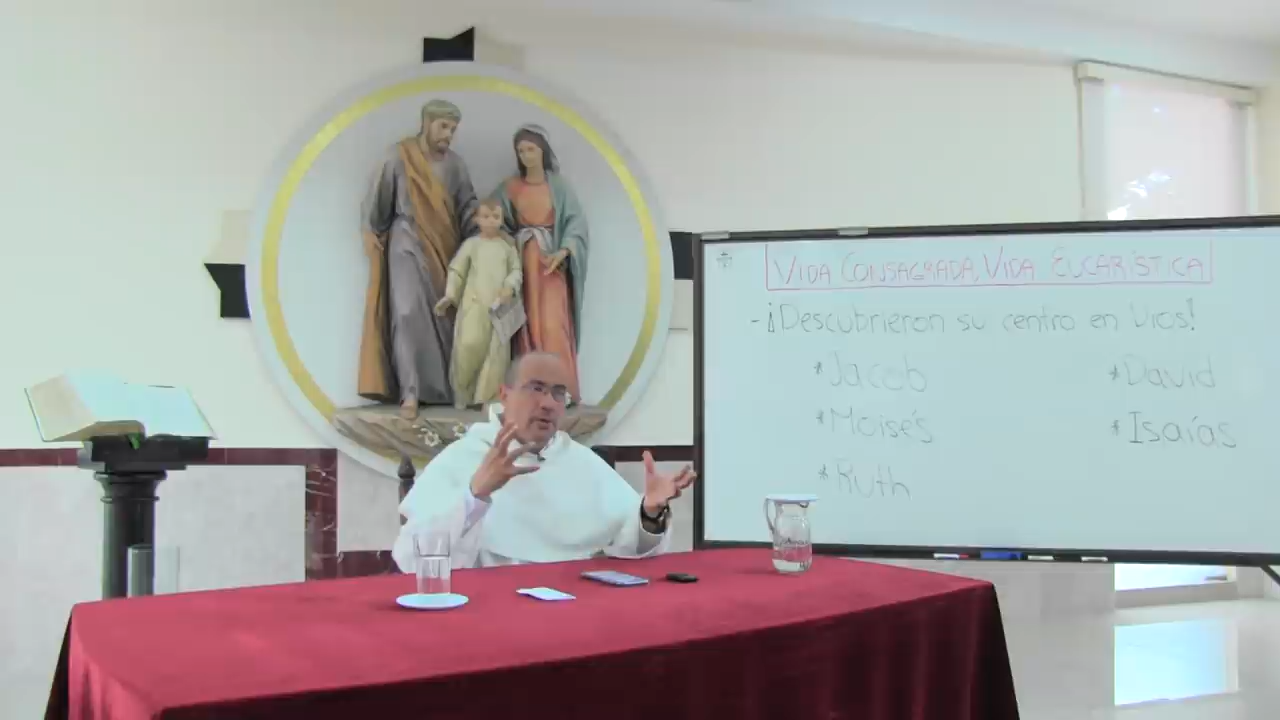 VIDA CONSAGRADA, VIDA EUCARÍSTICA
- ¡Descubrieron su centro en Dios!
* Jacob
* Moisés
* Ruth
* David
* Isaías